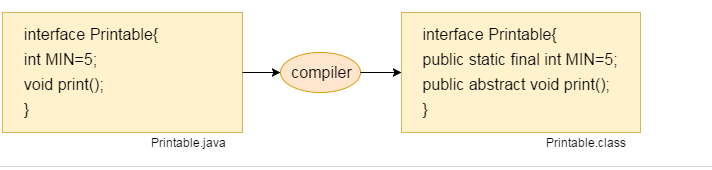 interface Printable{
int MIN=5;
void print();
}
Printable.java
compiler
interface Printable{
public static final int MIN=5;
public abstract void print();
}
Printable.class